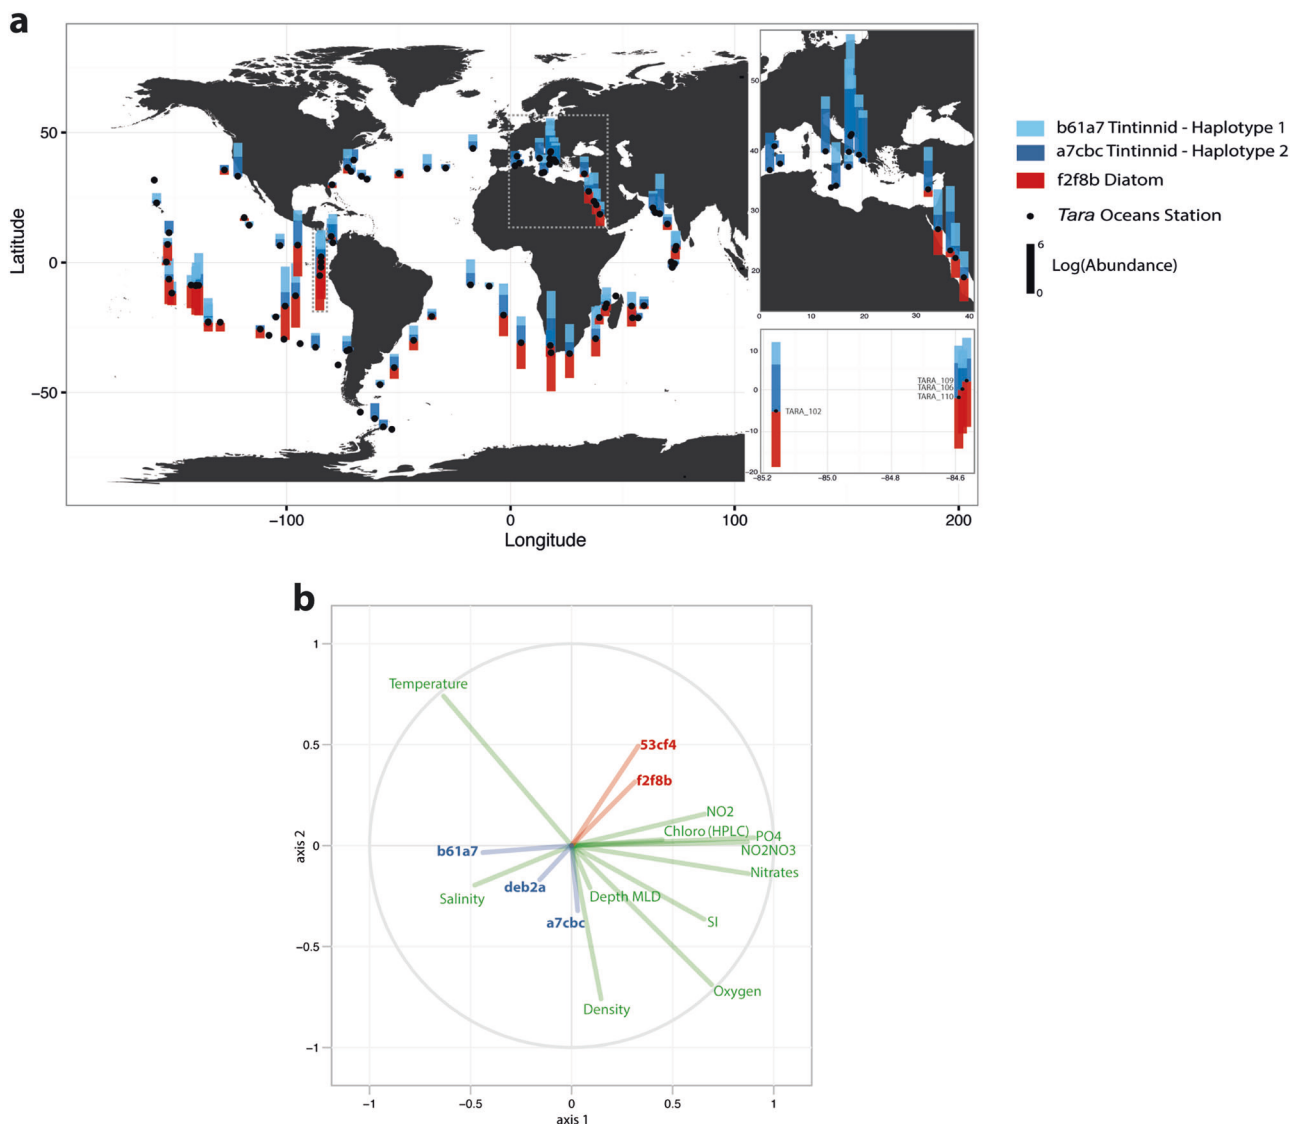 a
Latitude
50
0
−50
−100
0
100
200
Longitude
50
40
30
20
0
10
20
30
40
10
0
−10
−20
TARA_102
TARA_109
TARA_106
TARA_110
−85.2
−85.0
−84.8
−84.6
b61a7 Tintinnid - Haplotype 1
a7cbc Tintinnid - Haplotype 2
f2f8b Diatom
Tara Oceans Station
6
Log(Abundance)
0
b
axis 2
1
0.5
0
−0.5
−1
Temperature
53cf4
f2f8b
NO2
Chloro (HPLC)
PO4
NO2NO3
b61a7
Nitrates
deb2a
Salinity
Depth MLD
a7cbc
SI
Oxygen
Density
−1
−0.5
0
0.5
1
axis 1